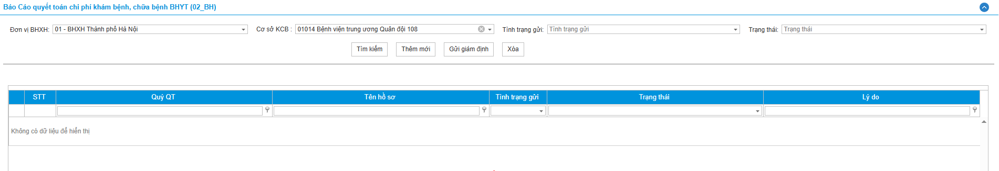 Báo Cáo quyết toán chi phí khám bệnh, chữa bệnh BHYT (02_BH)
Đơn vị BHXH: 01 - BHXH Thành phố Hà Nội Cơ sở KCB : 01014 Bệnh viện trung ương Quân đội 108 Tình trạng gửi: Tình trạng gửi Trạng thái: Trạng thái
Tìm kiếm Thêm mới Gửi giám định Xóa
STT Quý QT Tên hồ sơ Tình trạng gửi Trạng thái Lý do
Không có dữ liệu để hiển thị